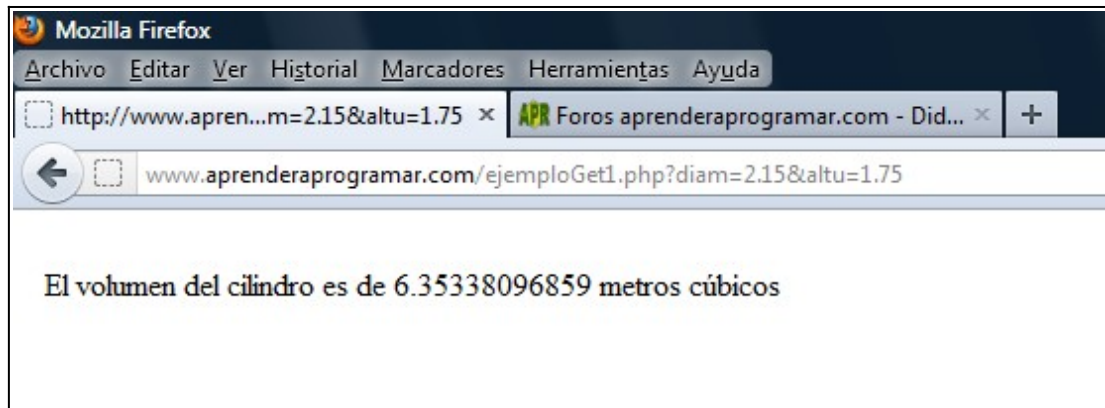 Mozilla Firefox
Archivo Editar Ver Historial Marcadores Herramientas Ayuda
http://www.apren...m=2.15&altu=1.75 × APR Foros aprenderaprogramar.com - Did... × +
www.aprenderaprogramar.com/ejemploGet1.php?diam=2.15&altu=1.75
El volumen del cilindro es de 6.35338096859 metros cúbicos